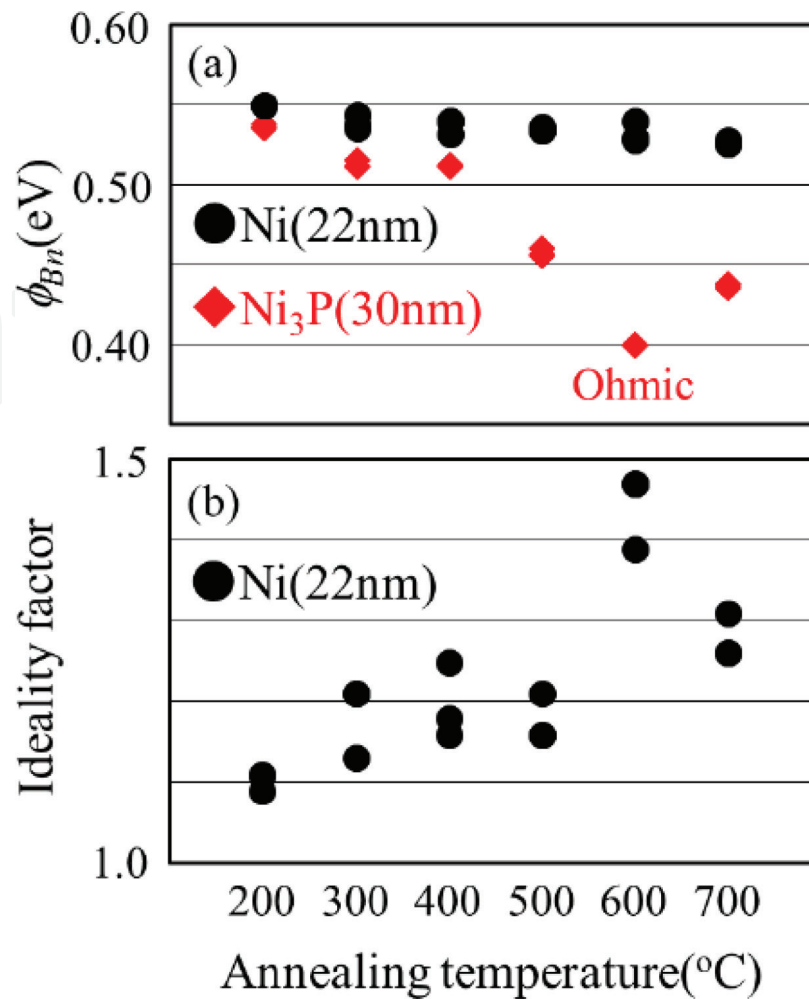 0.60
(a)
0.50
ϕBn(eV)
Ni(22nm)
Ni₃P(30nm)
0.40
Ohmic
1.5
(b)
Ni(22nm)
Ideality factor
1.0
200 300 400 500 600 700
Annealing temperature(°C)